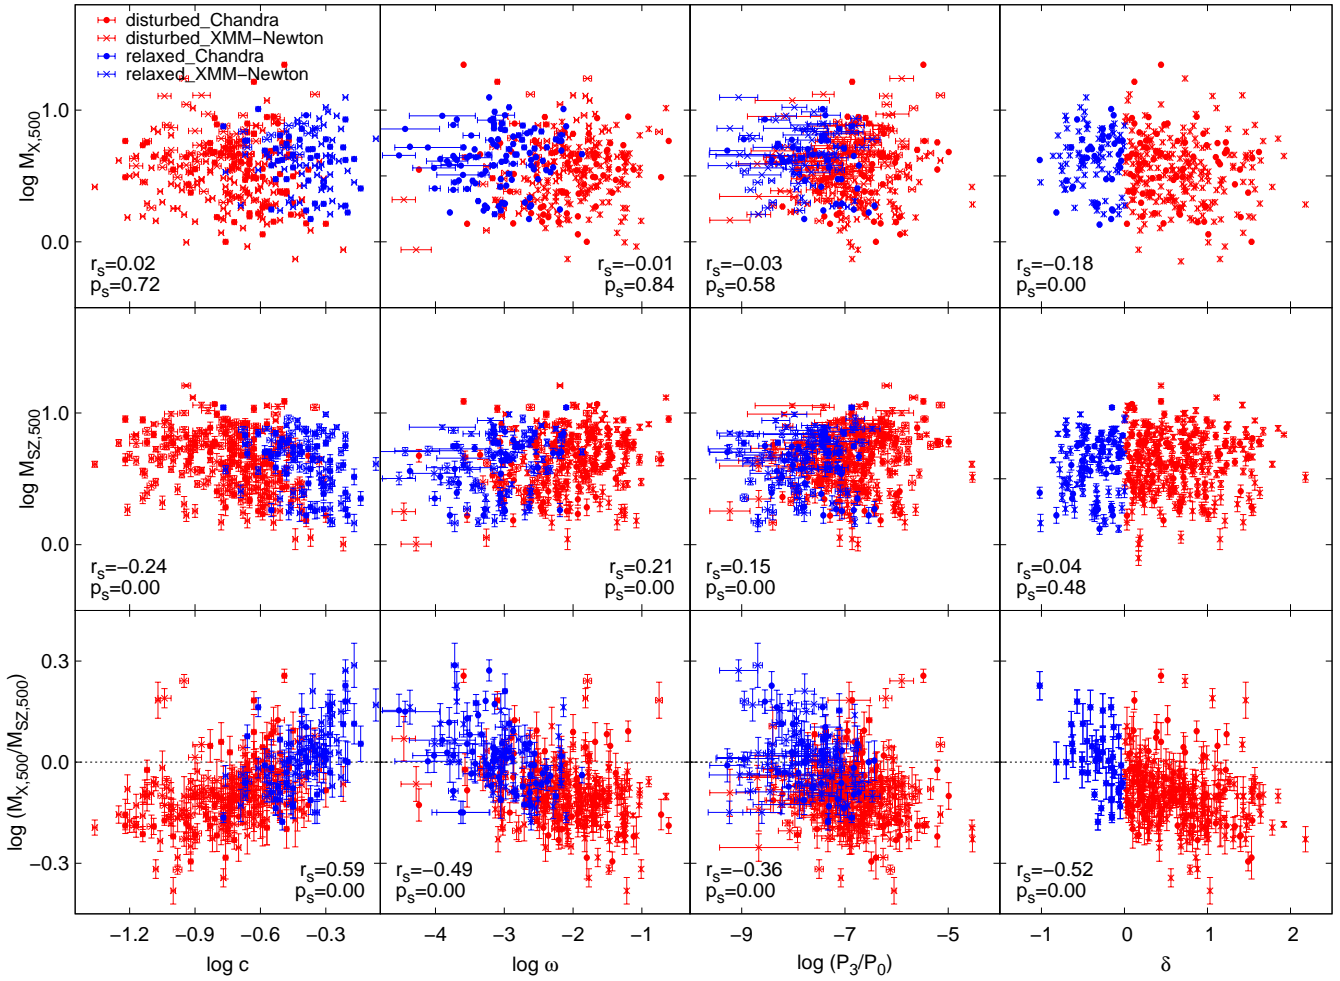 disturbed_Chandra
disturbed_XMM−Newton
relaxed_Chandra
relaxed_XMM−Newton
log M_X,500
1.0
0.0
r_s=0.02
p_s=0.72
r_s=−0.01
p_s=0.84
r_s=−0.03
p_s=0.58
r_s=−0.18
p_s=0.00
log M_SZ,500
1.0
0.0
r_s=−0.24
p_s=0.00
r_s=0.21
p_s=0.00
r_s=0.15
p_s=0.00
r_s=0.04
p_s=0.48
log (M_X,500/M_SZ,500)
0.3
0.0
−0.3
r_s=0.59
p_s=0.00
r_s=−0.49
p_s=0.00
r_s=−0.36
p_s=0.00
r_s=−0.52
p_s=0.00
−1.2 −0.9 −0.6 −0.3
−4 −3 −2 −1
−9 −7 −5
−1 0 1 2
log c
log ω
log (P_3/P_0)
δ